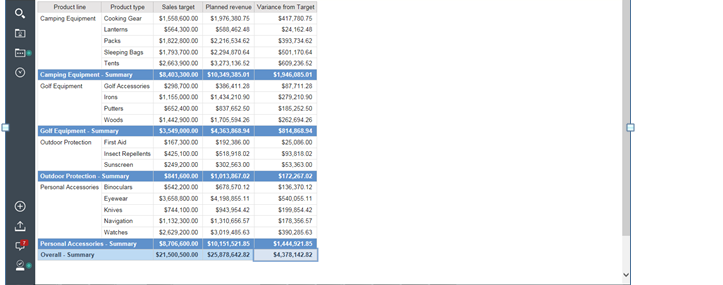 Product line Product type Sales target Planned revenue Variance from Target
Camping Equipment Cooking Gear $1,558,600.00 $1,976,380.75 $417,780.75
Lanterns $564,300.00 $588,462.48 $24,162.48
Packs $1,822,800.00 $2,216,534.62 $393,734.62
Sleeping Bags $1,793,700.00 $2,294,870.64 $501,170.64
Tents $2,663,900.00 $3,273,136.52 $609,236.52
Camping Equipment - Summary $8,403,300.00 $10,349,385.01 $1,946,085.01
Golf Equipment Golf Accessories $298,700.00 $386,411.28 $87,711.28
Irons $1,155,000.00 $1,434,210.90 $279,210.90
Putters $652,400.00 $837,652.50 $185,252.50
Woods $1,442,900.00 $1,705,594.26 $262,694.26
Golf Equipment - Summary $3,549,000.00 $4,363,868.94 $814,868.94
Outdoor Protection First Aid $167,300.00 $192,386.00 $25,086.00
Insect Repellents $425,100.00 $518,918.02 $93,818.02
Sunscreen $249,200.00 $302,563.00 $53,363.00
Outdoor Protection - Summary $841,600.00 $1,013,867.02 $172,267.02
Personal Accessories Binoculars $542,200.00 $678,570.12 $136,370.12
Eyewear $3,658,800.00 $4,198,855.11 $540,055.11
Knives $744,100.00 $943,954.42 $199,854.42
Navigation $1,132,300.00 $1,310,656.57 $178,356.57
Watches $2,629,200.00 $3,019,485.63 $390,285.63
Personal Accessories - Summary $8,706,600.00 $10,151,521.85 $1,444,921.85
Overall - Summary $21,500,500.00 $25,878,642.82 $4,378,142.82
7